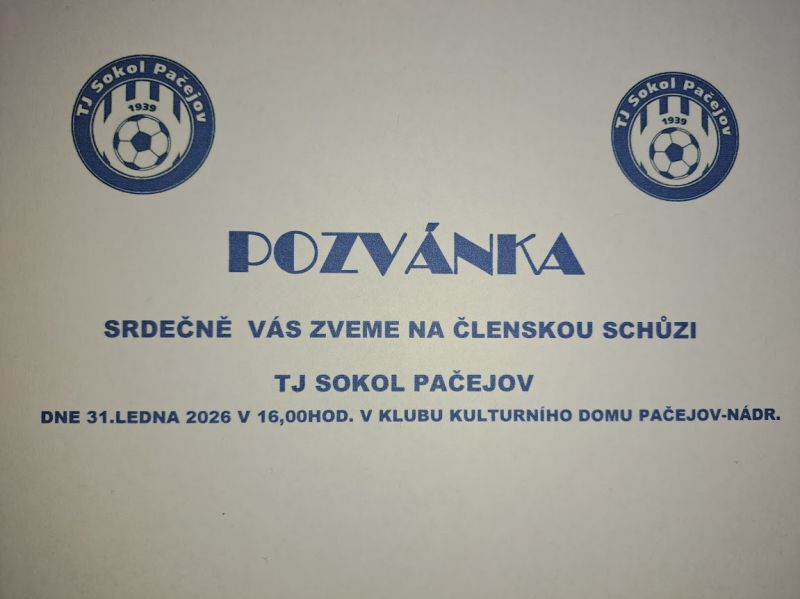 TJ Sokol Pačejov
1939
TJ Sokol Pačejov
1939
POZVÁNKA
SRDEČNĚ VÁS ZVEME NA ČLENSKOU SCHŮZI
TJ SOKOL PAČEJOV
DNE 31.LEDNA 2026 V 16,00HOD. V KLUBU KULTURNÍHO DOMU PAČEJOV-NÁDR.